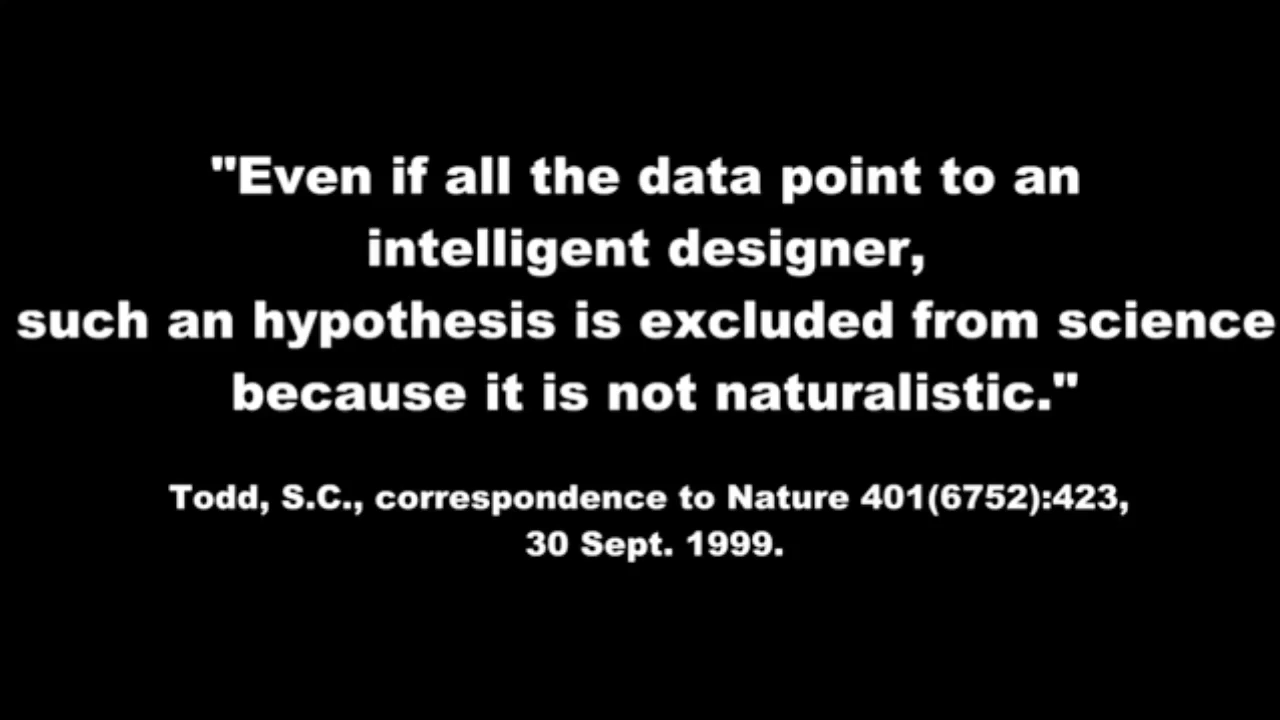 "Even if all the data point to an
intelligent designer,
such an hypothesis is excluded from science
because it is not naturalistic."
Todd, S.C., correspondence to Nature 401(6752):423,
30 Sept. 1999.